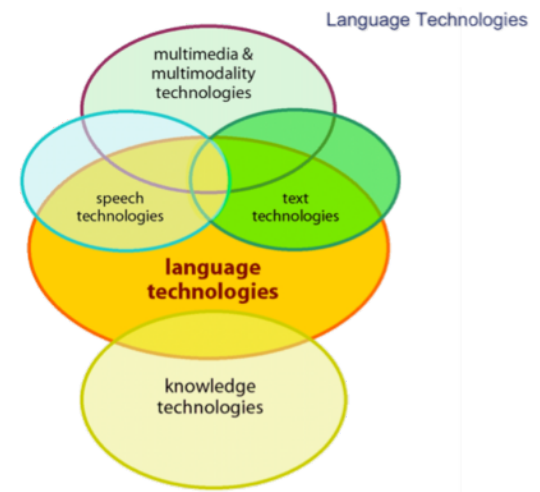 Language Technologies
multimedia &
multimodality
technologies
speech
technologies
text
technologies
language
technologies
knowledge
technologies